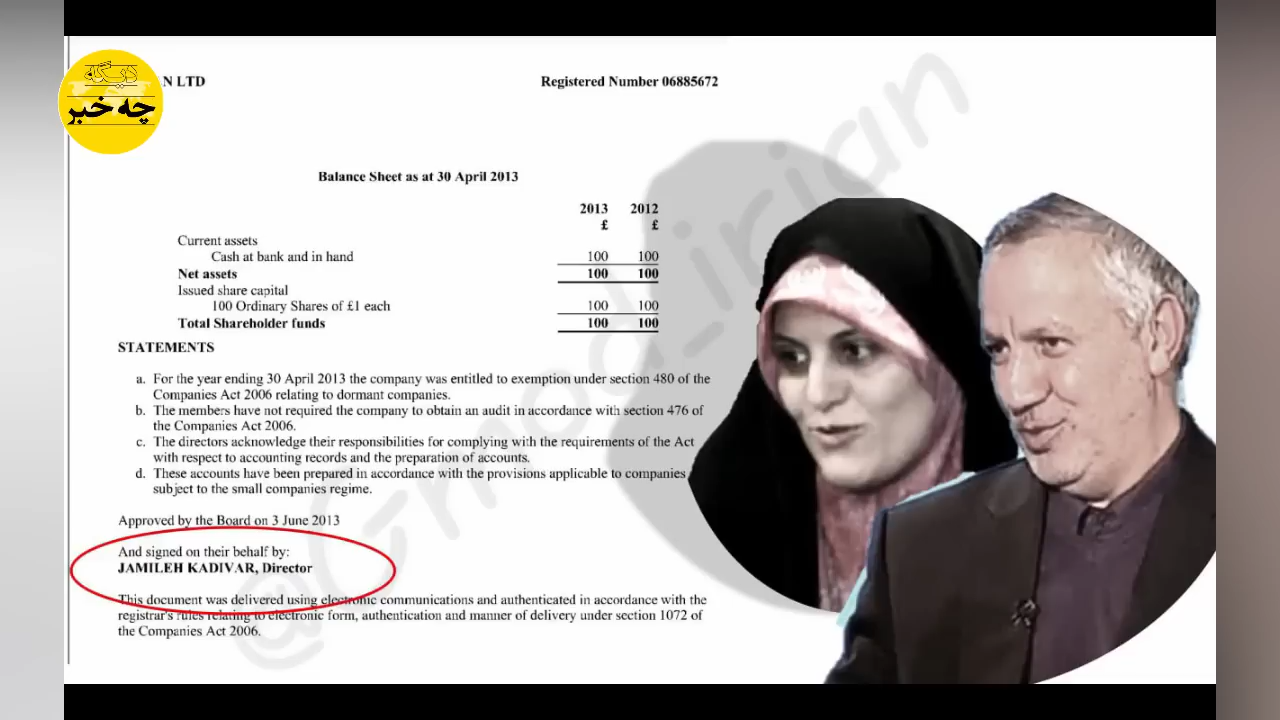 دیگه
چه خبر
N LTD
Registered Number 06885672
Balance Sheet as at 30 April 2013
2013 2012
£ £
Current assets
Cash at bank and in hand 100 100
Net assets 100 100
Issued share capital
100 Ordinary Shares of £1 each 100 100
Total Shareholder funds 100 100
STATEMENTS
a. For the year ending 30 April 2013 the company was entitled to exemption under section 480 of the
Companies Act 2006 relating to dormant companies.
b. The members have not required the company to obtain an audit in accordance with section 476 of
the Companies Act 2006.
c. The directors acknowledge their responsibilities for complying with the requirements of the Act
with respect to accounting records and the preparation of accounts.
d. These accounts have been prepared in accordance with the provisions applicable to companies
subject to the small companies regime.
Approved by the Board on 3 June 2013
And signed on their behalf by:
JAMILEH KADIVAR, Director
This document was delivered using electronic communications and authenticated in accordance with the
registrar's rules relating to electronic form, authentication and manner of delivery under section 1072 of
the Companies Act 2006.